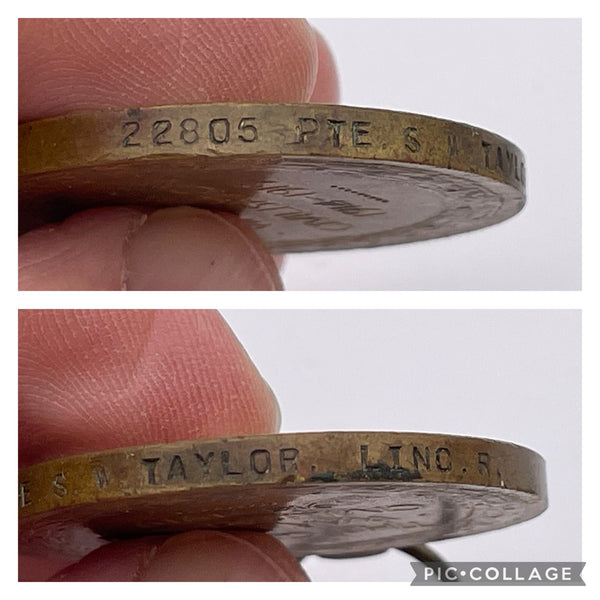 22805 PTE S. W. TAYLO
E S. W. TAYLOR. LINC. R.
PIC•COLLAGE